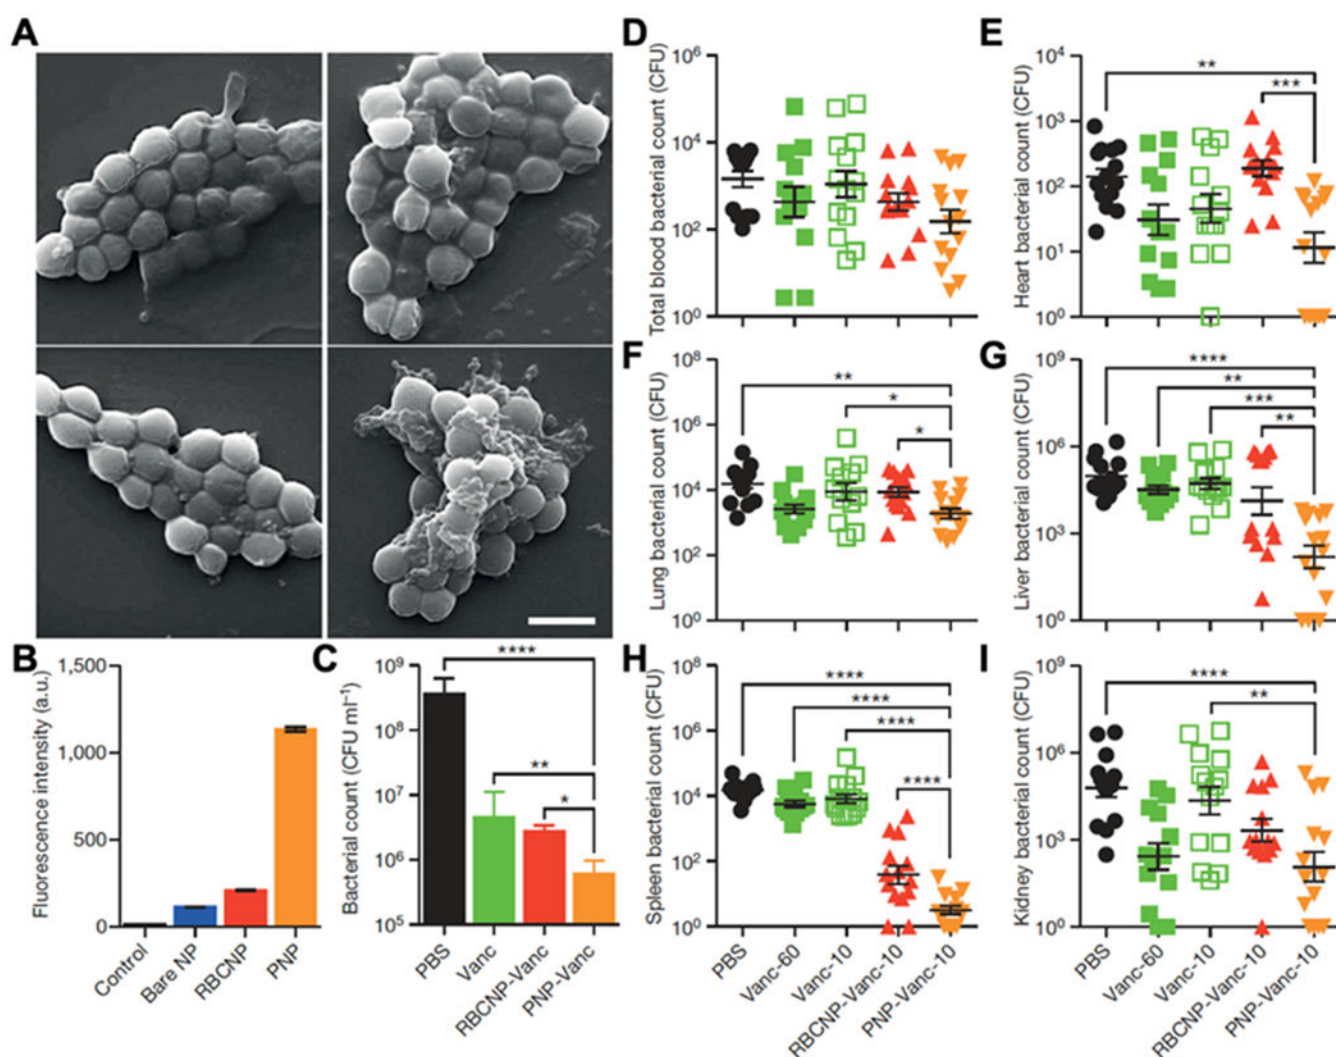 A
B
Fluorescence intensity (a.u.)
1,500
1,000
500
0
Control
Bare NP
RBCNP
PNP
C
Bacterial count (CFU ml⁻¹)
10⁹
10⁸
10⁷
10⁶
10⁵
****
**
*
PBS
Vanc
RBCNP-Vanc
PNP-Vanc
D
Total blood bacterial count (CFU)
10⁶
10⁴
10²
10⁰
E
Heart bacterial count (CFU)
10⁴
10³
10²
10¹
10⁰
**
***
F
Lung bacterial count (CFU)
10⁸
10⁶
10⁴
10²
10⁰
**
*
*
G
Liver bacterial count (CFU)
10⁹
10⁶
10³
10⁰
****
**
***
**
H
Spleen bacterial count (CFU)
10⁸
10⁶
10⁴
10²
10⁰
****
****
****
****
PBS
Vanc-60
Vanc-10
RBCNP-Vanc-10
PNP-Vanc-10
I
Kidney bacterial count (CFU)
10⁹
10⁶
10³
10⁰
****
**
PBS
Vanc-60
Vanc-10
RBCNP-Vanc-10
PNP-Vanc-10